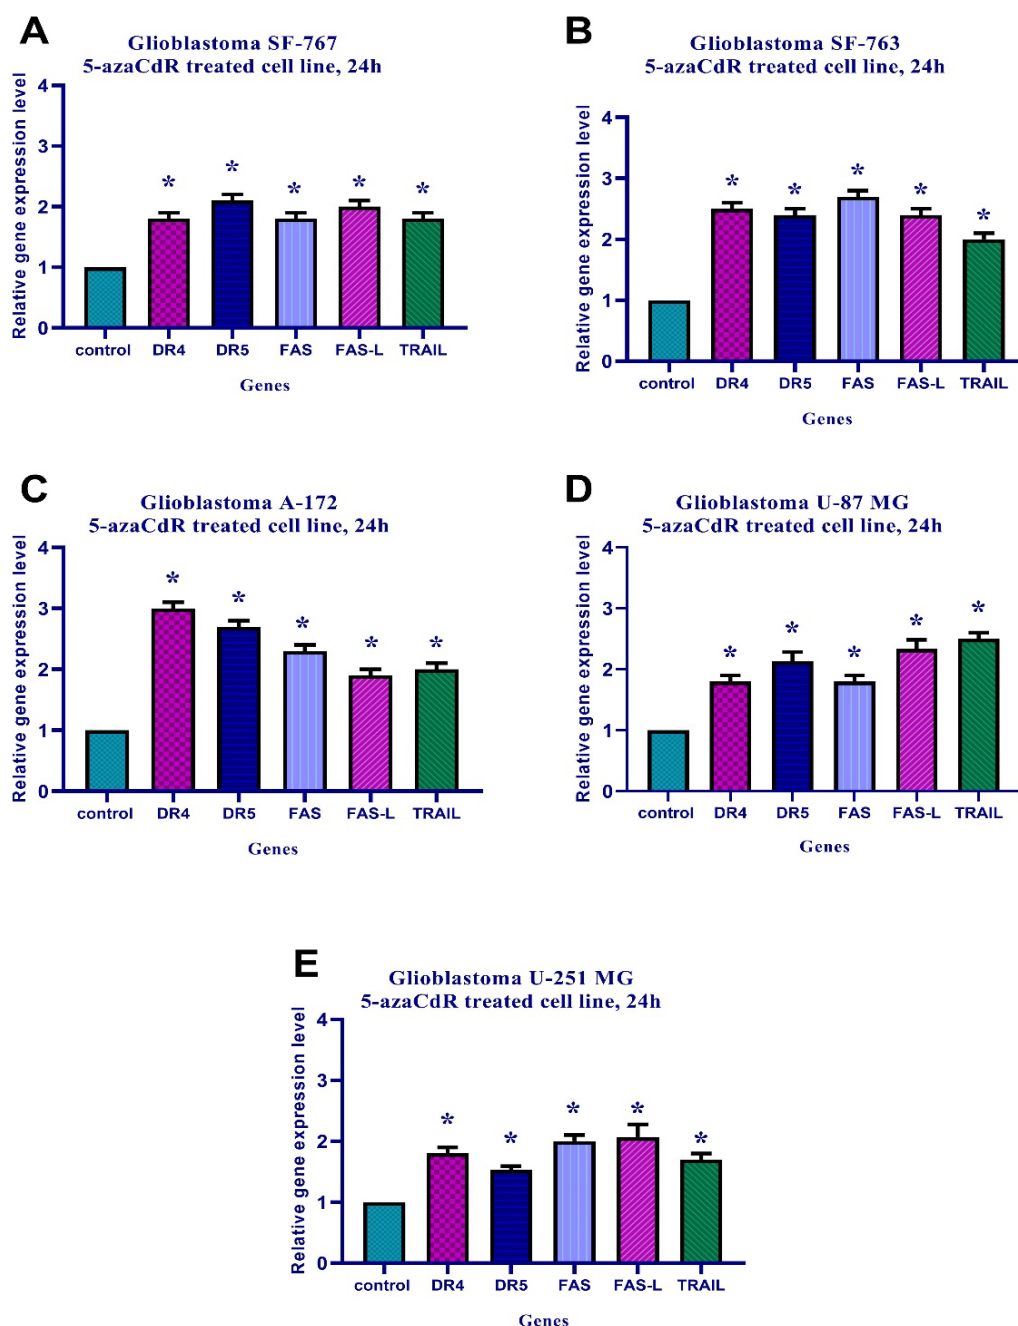 A
Glioblastoma SF-767
5-azaCdR treated cell line, 24h
Relative gene expression level
4
3
2
1
0
control DR4 DR5 FAS FAS-L TRAIL
Genes
*
*
*
*
*
B
Glioblastoma SF-763
5-azaCdR treated cell line, 24h
Relative gene expression level
4
3
2
1
0
control DR4 DR5 FAS FAS-L TRAIL
Genes
*
*
*
*
*
C
Glioblastoma A-172
5-azaCdR treated cell line, 24h
Relative gene expression level
4
3
2
1
0
control DR4 DR5 FAS FAS-L TRAIL
Genes
*
*
*
*
*
D
Glioblastoma U-87 MG
5-azaCdR treated cell line, 24h
Relative gene expression level
4
3
2
1
0
control DR4 DR5 FAS FAS-L TRAIL
Genes
*
*
*
*
*
E
Glioblastoma U-251 MG
5-azaCdR treated cell line, 24h
Relative gene expression level
4
3
2
1
0
control DR4 DR5 FAS FAS-L TRAIL
Genes
*
*
*
*
*